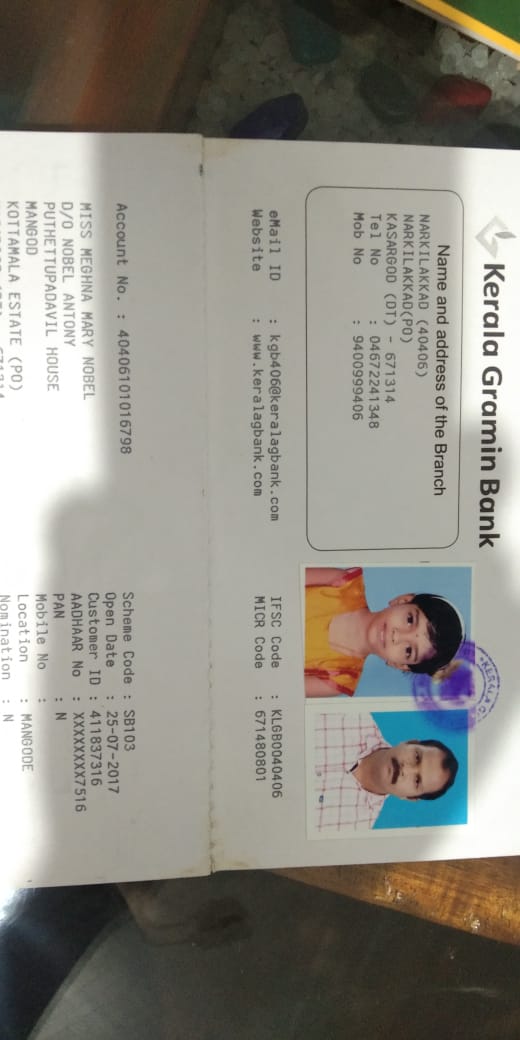 Kerala Gramin Bank
Name and address of the Branch
NARKILAKKAD (40406)
NARKILAKKAD(PO)
KASARGOD (DT) - 671314
Tel No : 04672241348
Mob No : 9400999406
eMail ID : kgb406@keralagbank.com
Website : www.keralagbank.com
IFSC Code : KLGB0040406
MICR Code : 671480801
KERALA G
Account No. : 40406101016798
MISS MEGHNA MARY NOBEL
D/O NOBEL ANTONY
PUTHETTUPADAVIL HOUSE
MANGOD
KOTTAMALA ESTATE (PO)
671314
Scheme Code : SB103
Open Date : 25-07-2017
Customer ID : 411837316
AADHAAR No : XXXXXXXX7516
PAN : N
Mobile No :
Location : MANGODE
Nomination : N